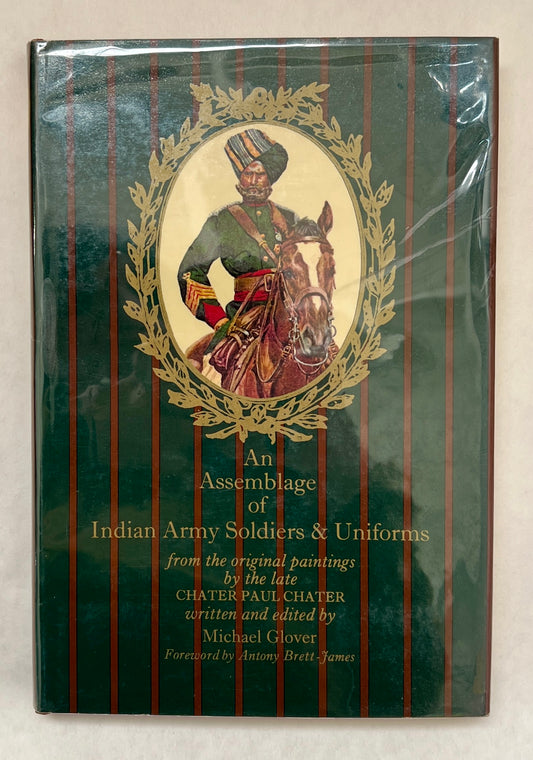 An
Assemblage
of
Indian Army Soldiers & Uniforms
from the original paintings
by the late
CHATER PAUL CHATER
written and edited by
Michael Glover
Foreword by Antony Brett-James